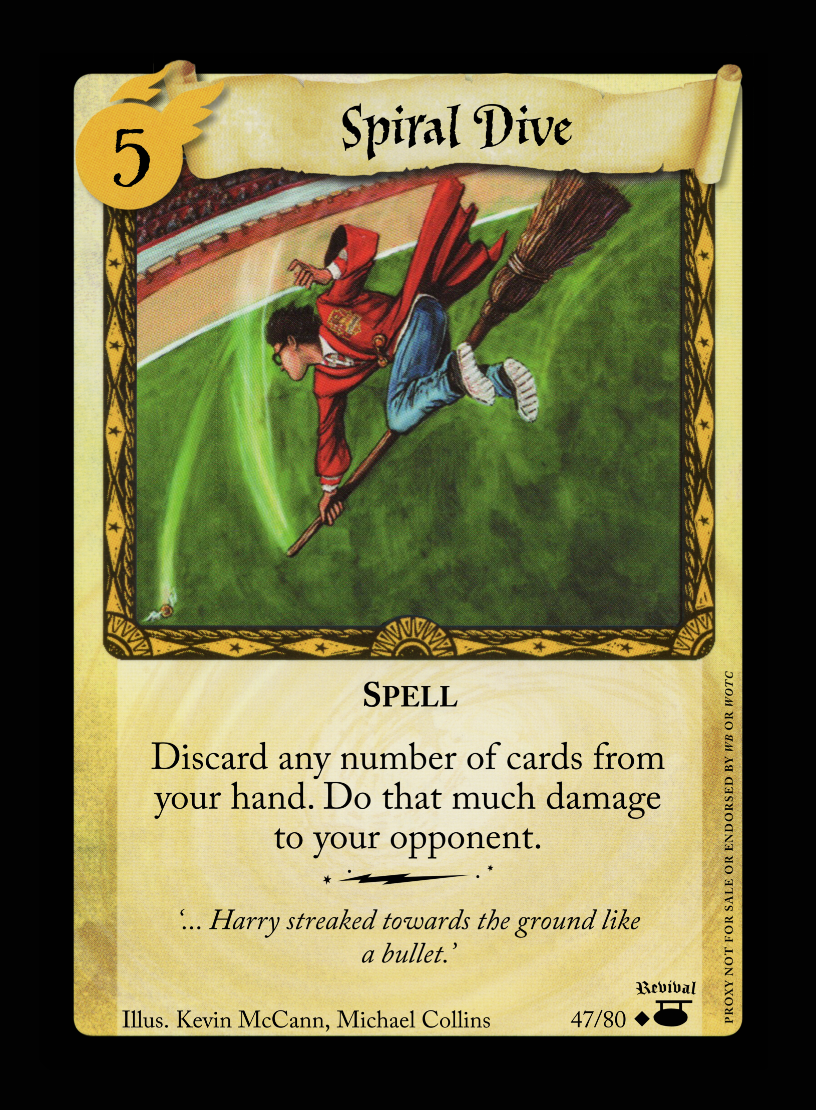 5
Spiral Dive
SPELL
Discard any number of cards from
your hand. Do that much damage
to your opponent.
‘... Harry streaked towards the ground like
a bullet.’
Revival
Illus. Kevin McCann, Michael Collins
47/80
PROXY NOT FOR SALE OR ENDORSED BY WB OR WOTC